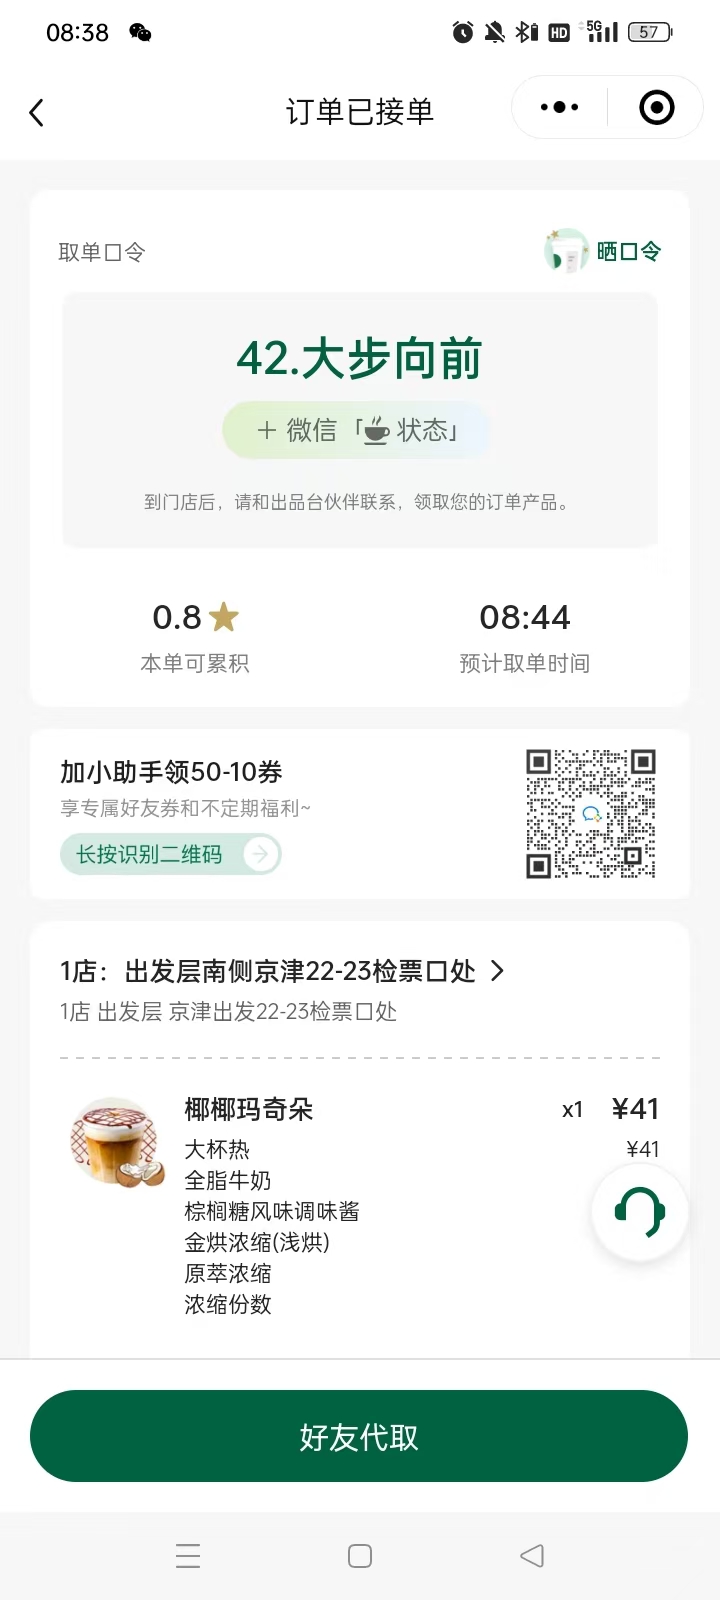 08:38
HD
5G
57
订单已接单
取单口令
晒口令
42.大步向前
+ 微信「状态」
到门店后，请和出品台伙伴联系，领取您的订单产品。
0.8
08:44
本单可累积
预计取单时间
加小助手领50-10券
享专属好友券和不定期福利~
长按识别二维码
1店：出发层南侧京津22-23检票口处
1店 出发层 京津出发22-23检票口处
椰椰玛奇朵 x1 ¥41
大杯热 ¥41
全脂牛奶
棕榈糖风味调味酱
金烘浓缩(浅烘)
原萃浓缩
浓缩份数
好友代取